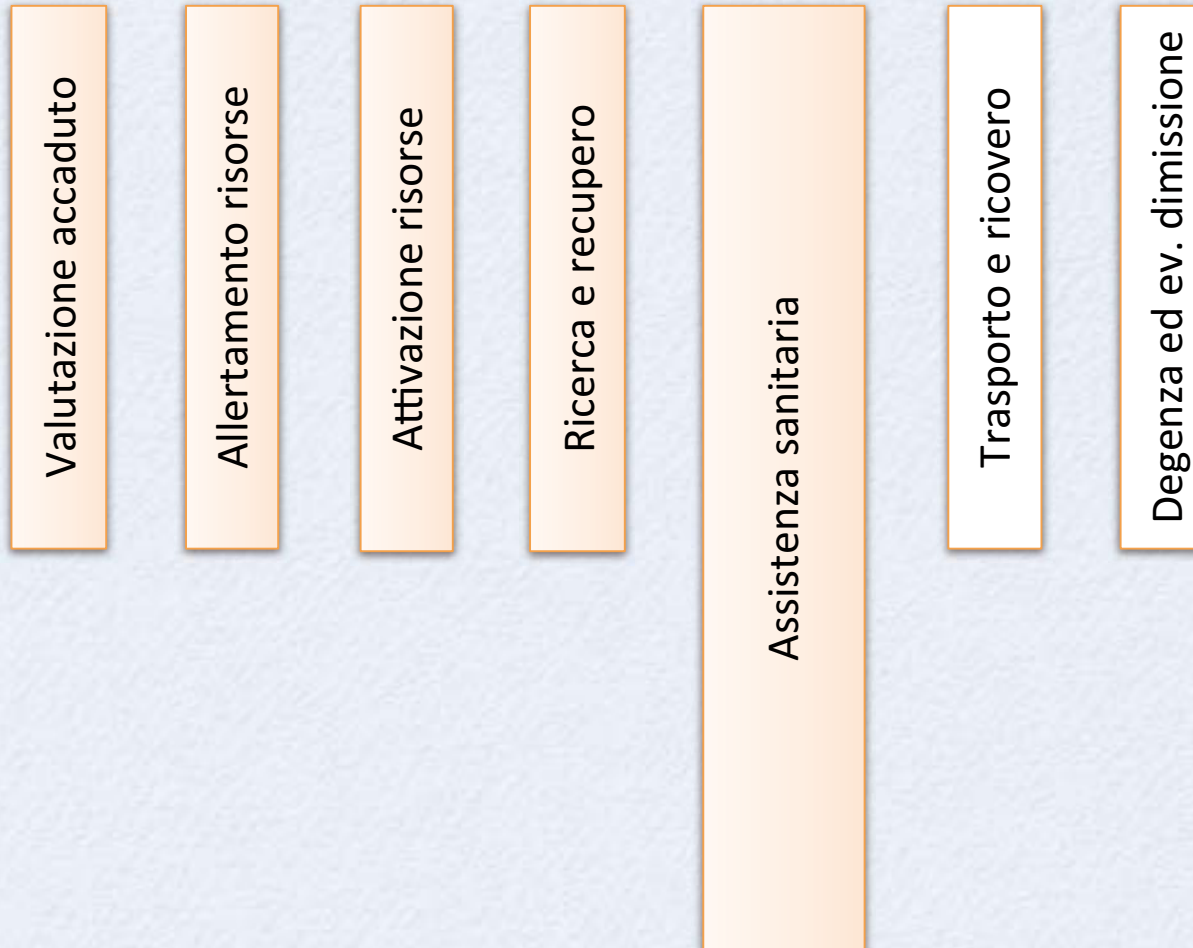 Valutazione accaduto
Allertamento risorse
Attivazione risorse
Ricerca e recupero
Assistenza sanitaria
Trasporto e ricovero
Degenza ed ev. dimissione